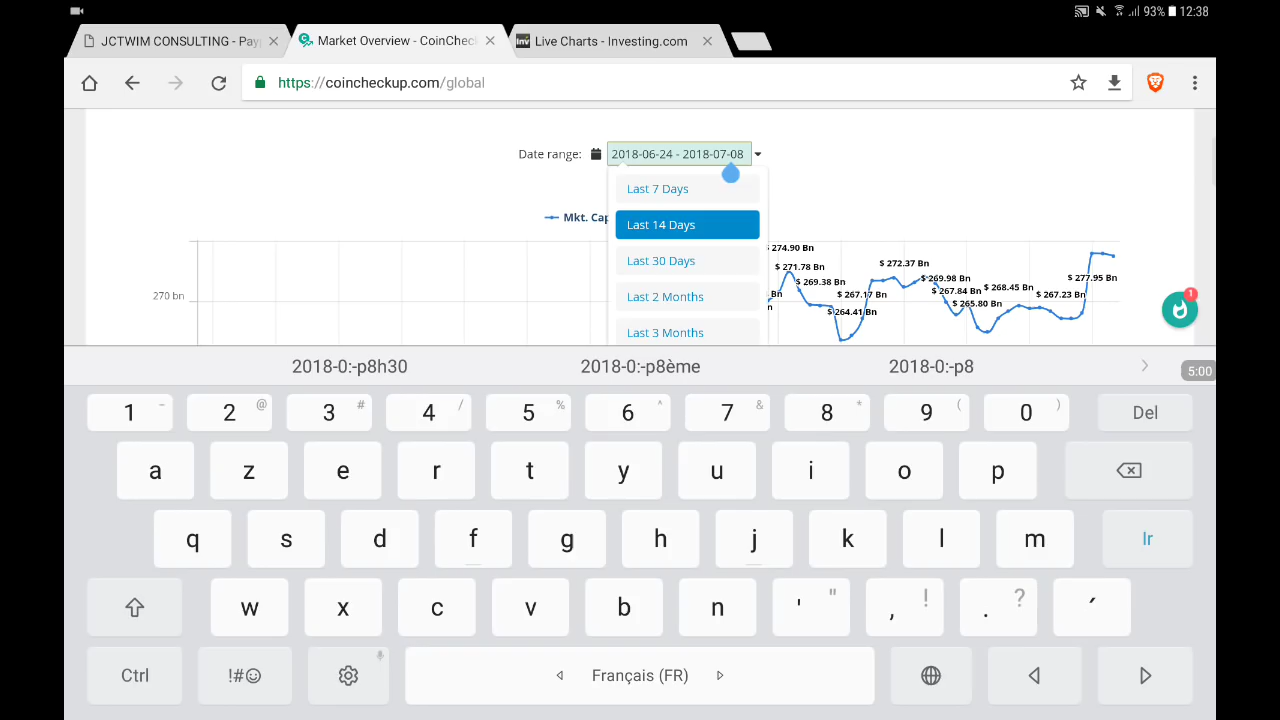 93% 12:38
JCTWIM CONSULTING - Pay
Market Overview - CoinChec
Inv Live Charts - Investing.com
https://coincheckup.com/global
Date range: 2018-06-24 - 2018-07-08
Last 7 Days
Mkt. Cap
Last 14 Days
Last 30 Days
Last 2 Months
Last 3 Months
270 bn
$ 274.90 Bn
$ 271.78 Bn
$ 272.37 Bn
$ 269.38 Bn
$ 269.98 Bn
$ 277.95 Bn
Bn
$ 267.17 Bn
$ 267.84 Bn
$ 268.45 Bn
$ 267.23 Bn
$ 265.80 Bn
$ 264.41 Bn
1
2018-0:-p8h30 2018-0:-p8ème 2018-0:-p8
5:00
1 - 2 @ 3 # 4 / 5 % 6 ^ 7 & 8 * 9 ( 0 ) Del
a z e r t y u i o p
q s d f g h j k l m Ir
w x c v b n ' " , ! . ? ´
Ctrl !#☺ Français (FR)